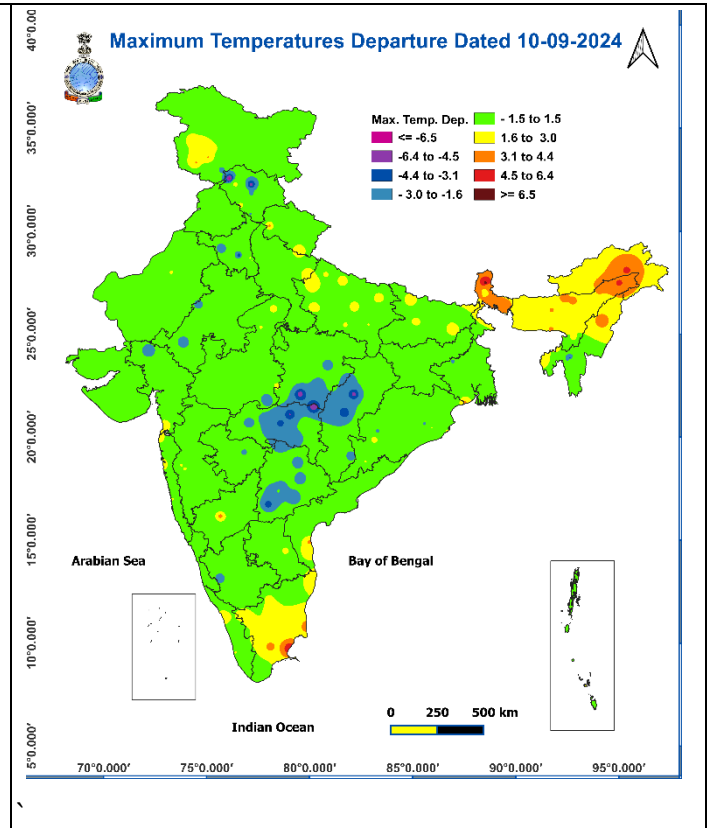 Maximum Temperatures Departure Dated 10-09-2024
Max. Temp. Dep.
<= -6.5
-6.4 to -4.5
-4.4 to -3.1
- 3.0 to -1.6
- 1.5 to 1.5
1.6 to 3.0
3.1 to 4.4
4.5 to 6.4
>= 6.5
40°0.000'
35°0.000'
30°0.000'
25°0.000'
20°0.000'
15°0.000'
10°0.000'
5°0.000'
Arabian Sea
Bay of Bengal
Indian Ocean
0 250 500 km
70°0.000' 75°0.000' 80°0.000' 85°0.000' 90°0.000' 95°0.000'
`